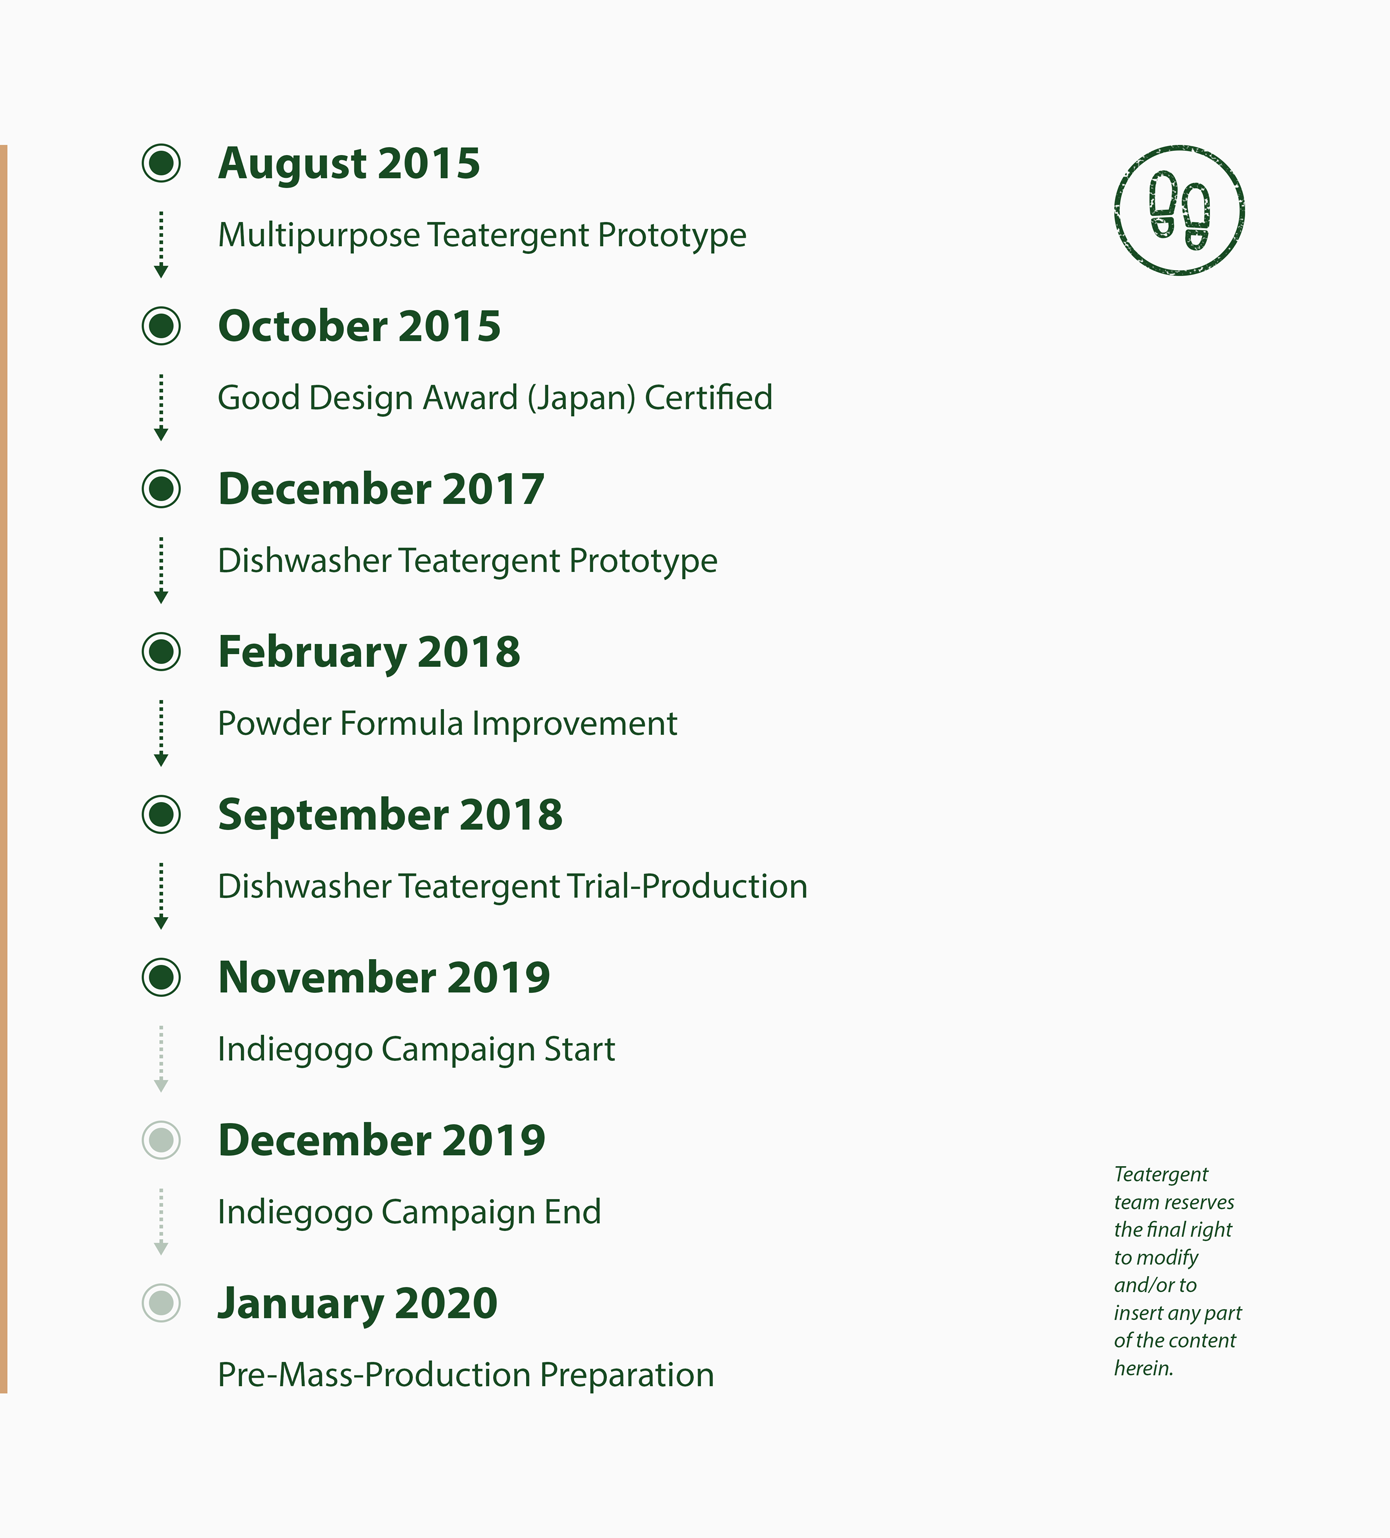 August 2015
Multipurpose Teatergent Prototype
October 2015
Good Design Award (Japan) Certified
December 2017
Dishwasher Teatergent Prototype
February 2018
Powder Formula Improvement
September 2018
Dishwasher Teatergent Trial-Production
November 2019
Indiegogo Campaign Start
December 2019
Indiegogo Campaign End
January 2020
Pre-Mass-Production Preparation
Teatergent
team reserves
the final right
to modify
and/or to
insert any part
of the content
herein.